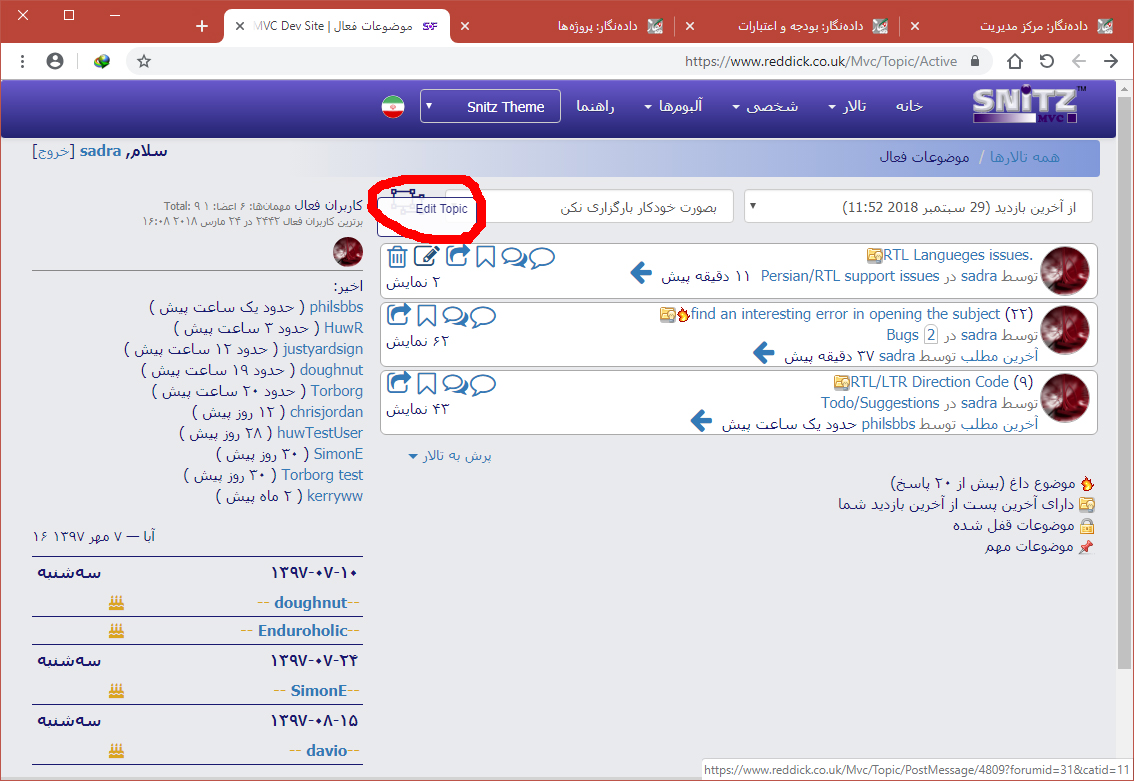 داده‌نگار: مرکز مدیریت
داده‌نگار: بودجه و اعتبارات
داده‌نگار: پروژه‌ها
موضوعات فعال | MVC Dev Site
https://www.reddick.co.uk/Mvc/Topic/Active
SNITZ™ MVC
خانه
تالار
شخصی
آلبوم‌ها
راهنما
Snitz Theme
همه تالارها / موضوعات فعال
سلام, sadra [خروج]
از آخرین بازدید (29 سبتمبر 2018 11:52)
بصورت خودکار بارگزاری نکن
Edit Topic
RTL Langueges issues.
توسط sadra در Persian/RTL support issues ۱۱ دقیقه پیش
۲ نمایش
find an interesting error in opening the subject (۲۲)
توسط sadra در Bugs 2
آخرین مطلب توسط sadra ۳۷ دقیقه پیش
۶۲ نمایش
RTL/LTR Direction Code (۹)
توسط sadra در Todo/Suggestions
آخرین مطلب توسط philsbbs حدود یک ساعت پیش
۴۳ نمایش
پرش به تالار
موضوع داغ (بیش از ۲۰ پاسخ)
دارای آخرین پست از آخرین بازدید شما
موضوعات قفل شده
موضوعات مهم
کاربران فعال مهمان‌ها: ۶ اعضا: ۱ Total: ۹
برترین کاربران فعال ۲۴۴۲ در ۲۴ مارس ۲۰۱۸ ۱۶:۰۸
اخیر:
philsbbs ( حدود یک ساعت پیش )
HuwR ( حدود ۳ ساعت پیش )
justyardsign ( حدود ۱۲ ساعت پیش )
doughnut ( حدود ۱۹ ساعت پیش )
Torborg ( حدود ۲۰ ساعت پیش )
chrisjordan ( ۱۲ روز پیش )
huwTestUser ( ۲۸ روز پیش )
SimonE ( ۳۰ روز پیش )
Torborg test ( ۳۰ روز پیش )
kerryww ( ۲ ماه پیش )
آبا — ۷ مهر ۱۳۹۷ ۱۶
۱۳۹۷-۰۷-۱۰ سه‌شنبه
-- doughnut--
-- Enduroholic--
۱۳۹۷-۰۷-۲۴ سه‌شنبه
-- SimonE--
۱۳۹۷-۰۸-۱۵ سه‌شنبه
-- davio--
https://www.reddick.co.uk/Mvc/Topic/PostMessage/4809?forumid=31&catid=11